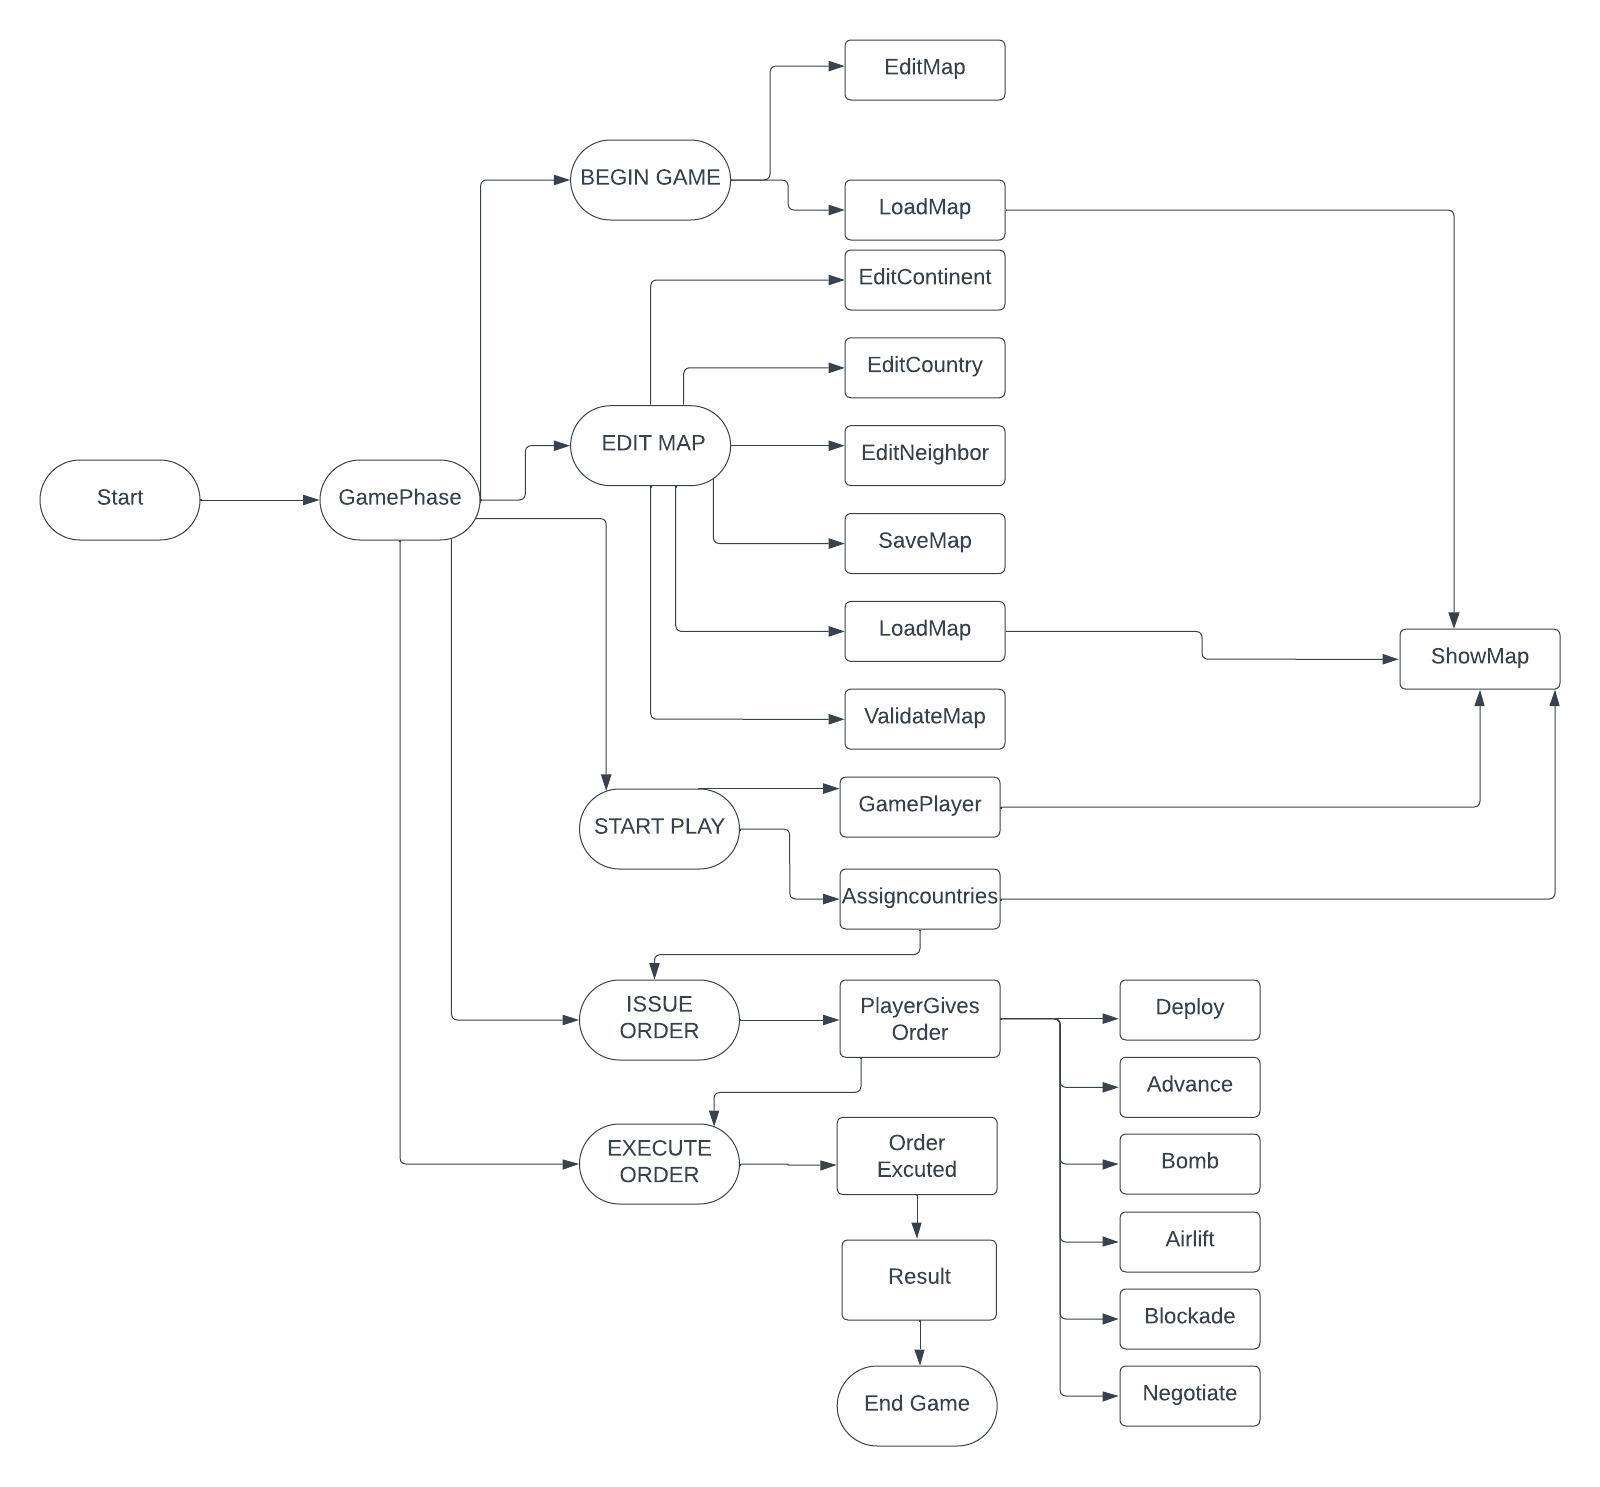 EditMap
BEGIN GAME
LoadMap
EditContinent
EditCountry
EDIT MAP
EditNeighbor
Start
GamePhase
SaveMap
LoadMap
ShowMap
ValidateMap
GamePlayer
START PLAY
Assigncountries
ISSUE
ORDER
PlayerGives
Order
Deploy
Advance
EXECUTE
ORDER
Order
Excuted
Bomb
Airlift
Result
Blockade
End Game
Negotiate